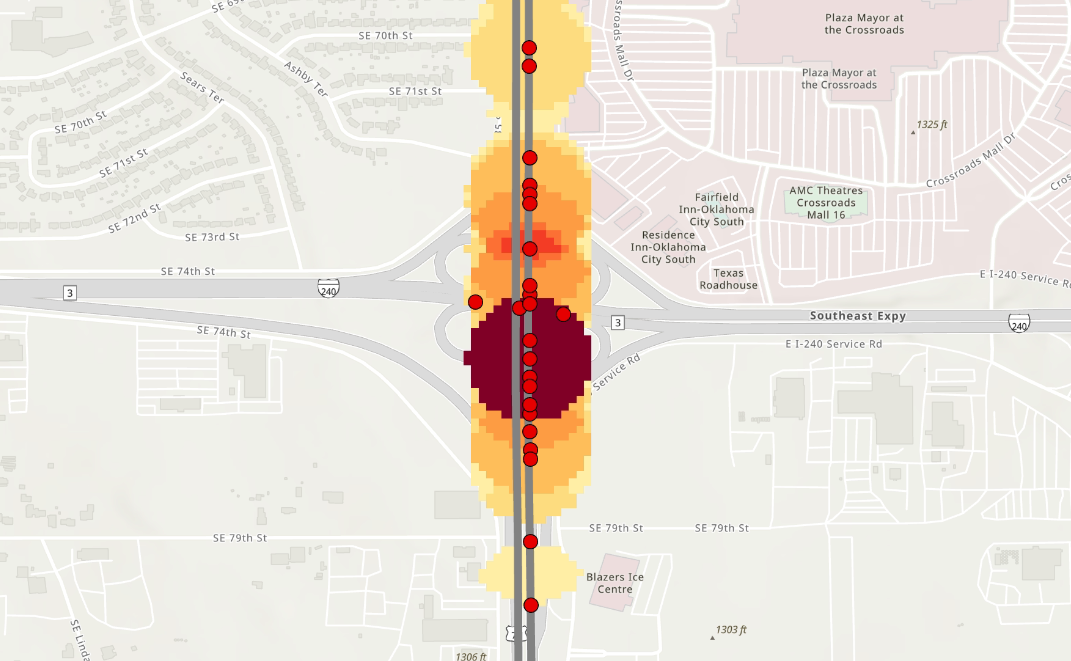 SE 70th St
Plaza Mayor at
the Crossroads
Ashby Ter
Sears Ter
SE 71st St
Plaza Mayor at
the Crossroads
SE 70th St
1325 ft
SE 71st St
Crossroads Mall Dr
SE 72nd St
SE 73rd St
Fairfield
Inn-Oklahoma
City South
AMC Theatres
Crossroads
Mall 16
Residence
Inn-Oklahoma
City South
Texas
Roadhouse
SE 74th St
E I-240 Service Rd
3
240
3
Southeast Expy
240
SE 74th St
E I-240 Service Rd
Service Rd
SE 79th St
SE 79th St
SE 79th St
Blazers Ice
Centre
1303 ft
1306 ft